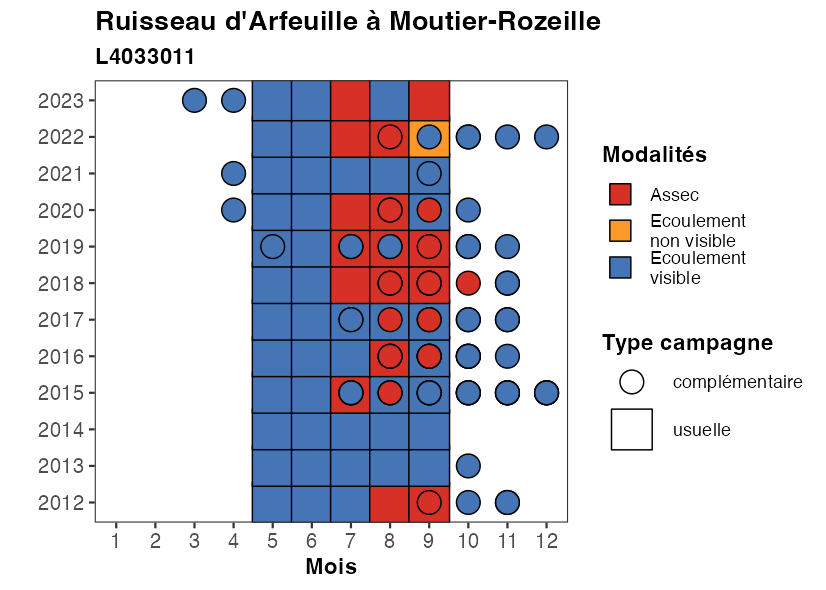 Ruisseau d'Arfeuille à Moutier-Rozeille
L4033011
2023
2022
2021
2020
2019
2018
2017
2016
2015
2014
2013
2012
1 2 3 4 5 6 7 8 9 10 11 12
Mois
Modalités
Assec
Ecoulement
non visible
Ecoulement
visible
Type campagne
complémentaire
usuelle